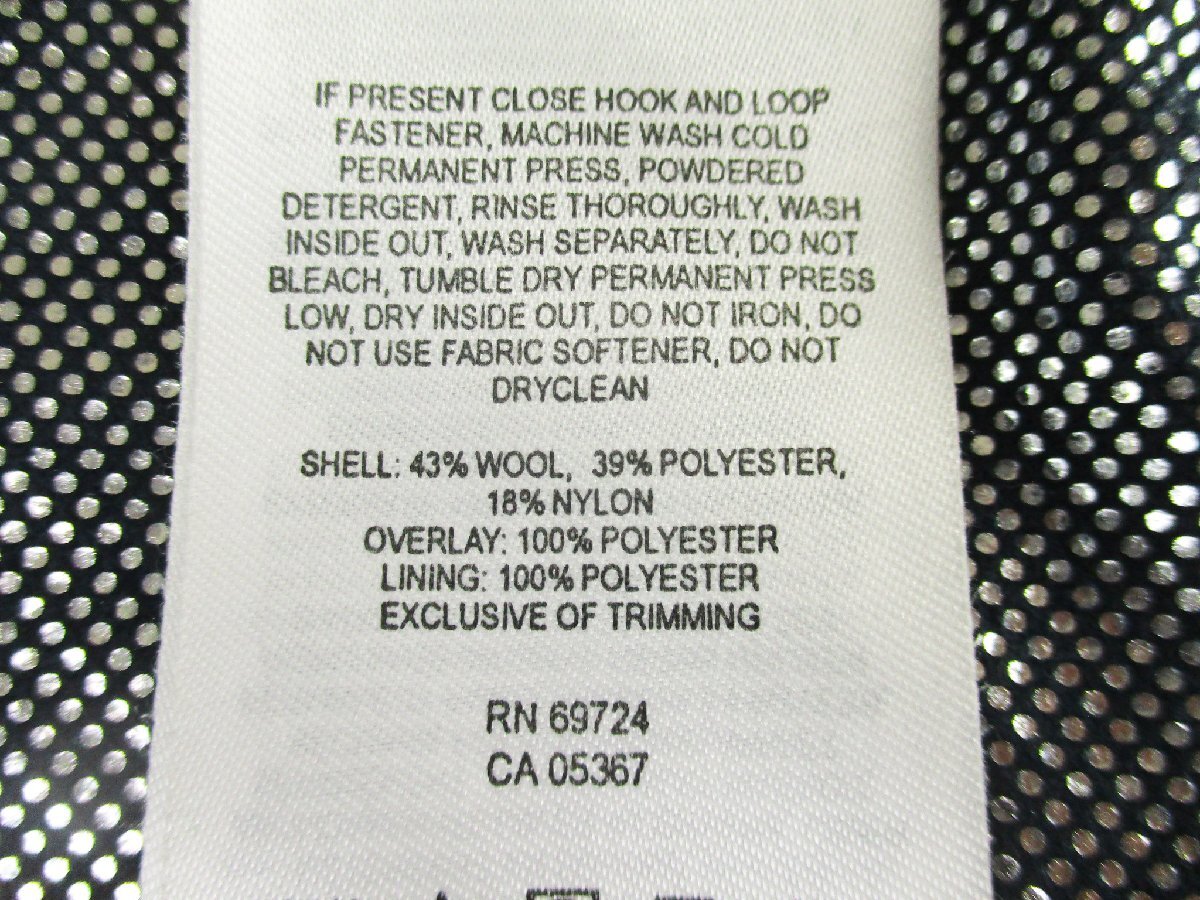 IF PRESENT CLOSE HOOK AND LOOP
FASTENER, MACHINE WASH COLD
PERMANENT PRESS, POWDERED
DETERGENT, RINSE THOROUGHLY, WASH
INSIDE OUT, WASH SEPARATELY, DO NOT
BLEACH, TUMBLE DRY PERMANENT PRESS
LOW, DRY INSIDE OUT, DO NOT IRON, DO
NOT USE FABRIC SOFTENER, DO NOT
DRYCLEAN
SHELL: 43% WOOL, 39% POLYESTER,
18% NYLON
OVERLAY: 100% POLYESTER
LINING: 100% POLYESTER
EXCLUSIVE OF TRIMMING
RN 69724
CA 05367